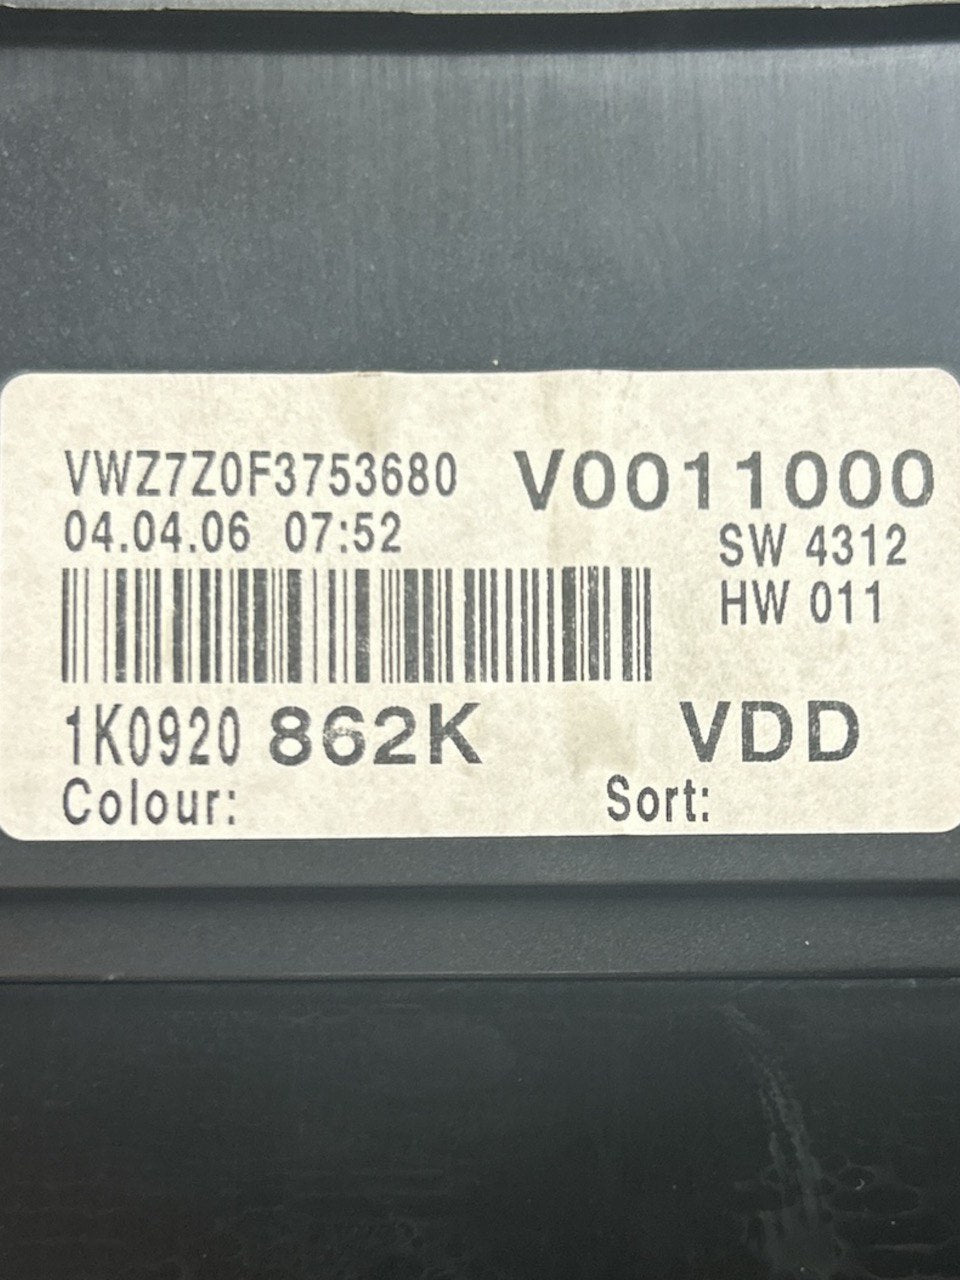 VWZ7Z0F3753680 V0011000
04.04.06 07:52 SW 4312
HW 011
1K0920 862K VDD
Colour: Sort: